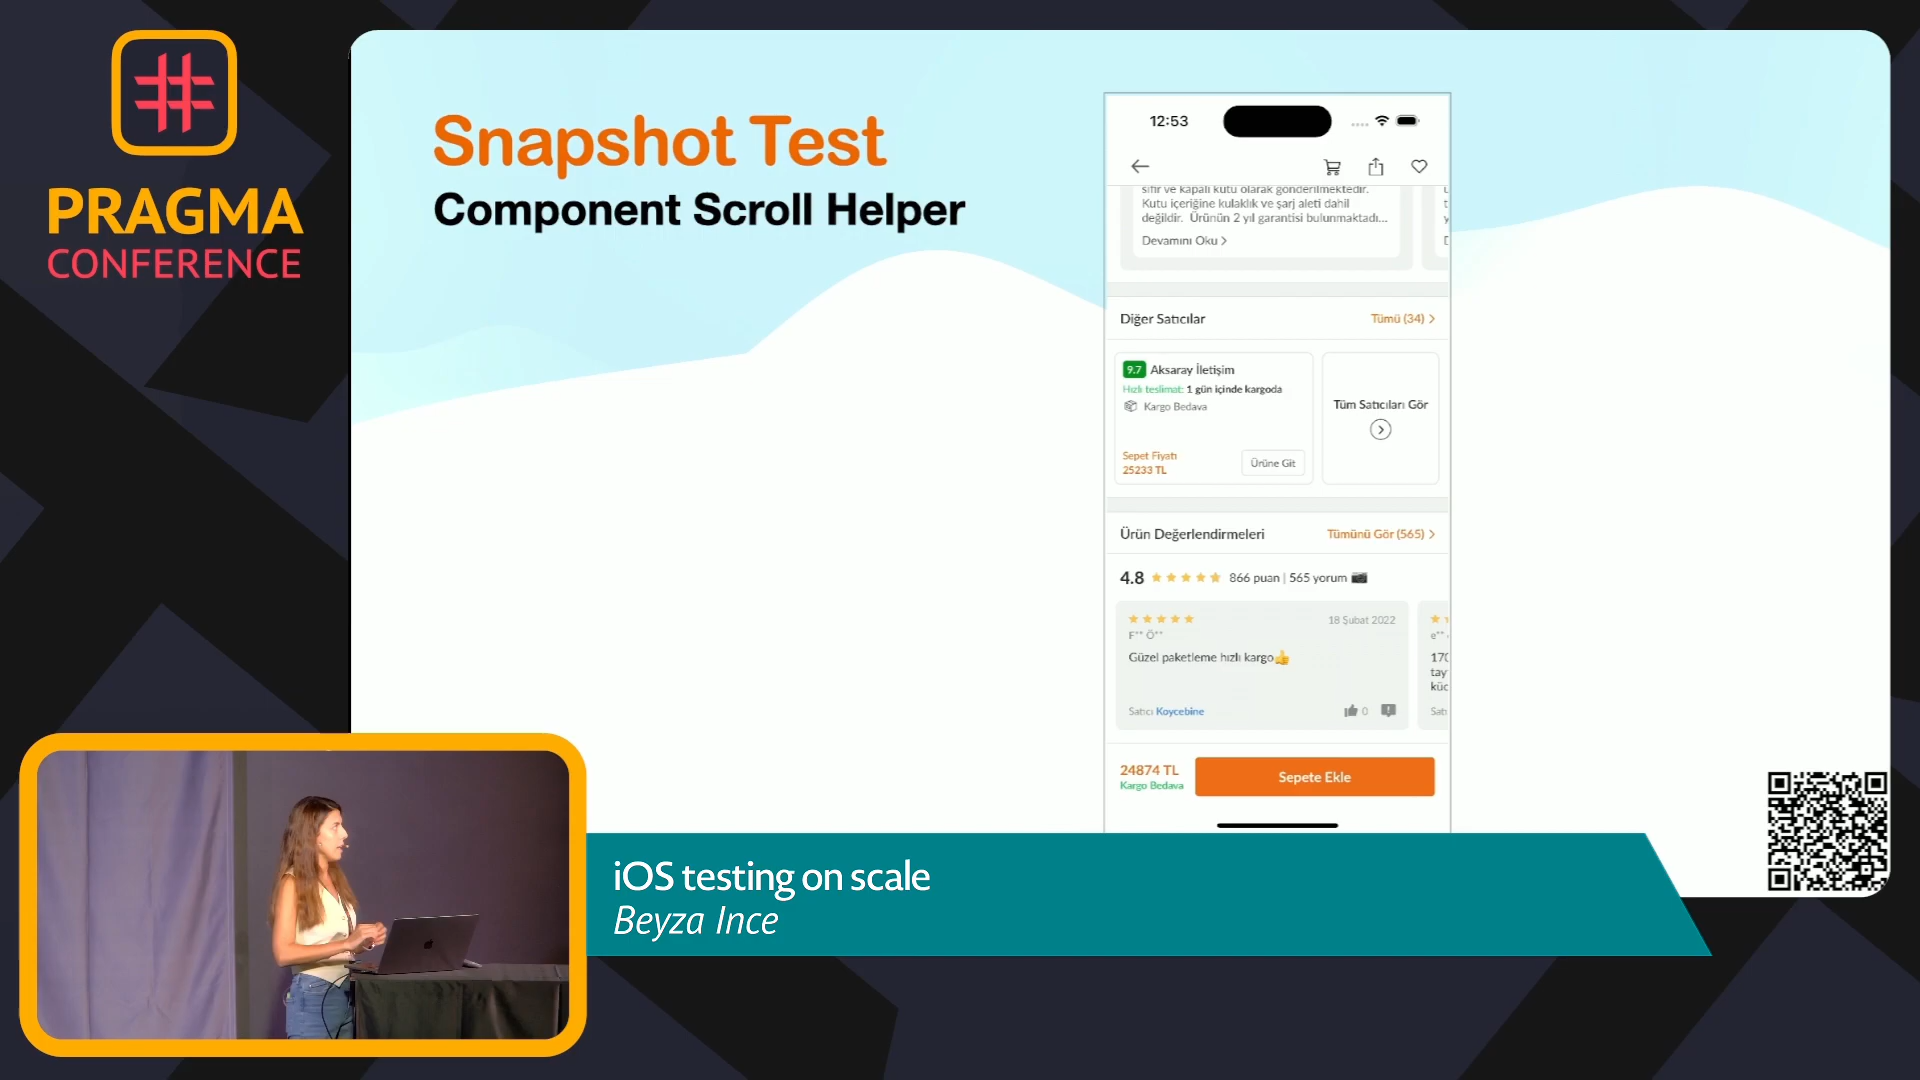 PRAGMA
CONFERENCE
Snapshot Test
Component Scroll Helper
12:53
sıfır ve kapalı kutu olarak gönderilmektedir.
Kutu içeriğine kulaklık ve şarj aleti dahil
değildir. Ürünün 2 yıl garantisi bulunmaktadı...
Devamını Oku >
Diğer Satıcılar
Tümü (34) >
9.7 Aksaray İletişim
Hızlı teslimat: 1 gün içinde kargoda
Kargo Bedava
Sepet Fiyatı
25233 TL
Ürüne Git
Tüm Satıcıları Gör
Ürün Değerlendirmeleri
Tümünü Gör (565) >
4.8 ★★★★★ 866 puan | 565 yorum 📷
★★★★★ 18 Şubat 2022
F** Ö**
Güzel paketleme hızlı kargo👍
Satıcı Koycebine
0
e**
170
tay
küc
Satı
24874 TL
Kargo Bedava
Sepete Ekle
iOS testing on scale
Beyza Ince